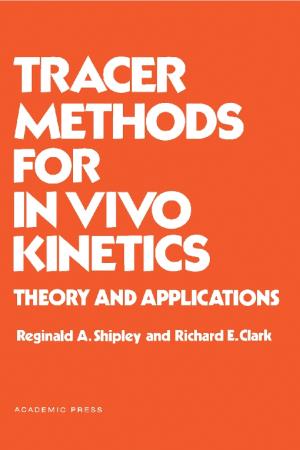 TRACER
METHODS
FOR
IN VIVO
KINETICS
THEORY AND APPLICATIONS
Reginald A. Shipley and Richard E. Clark
ACADEMIC PRESS